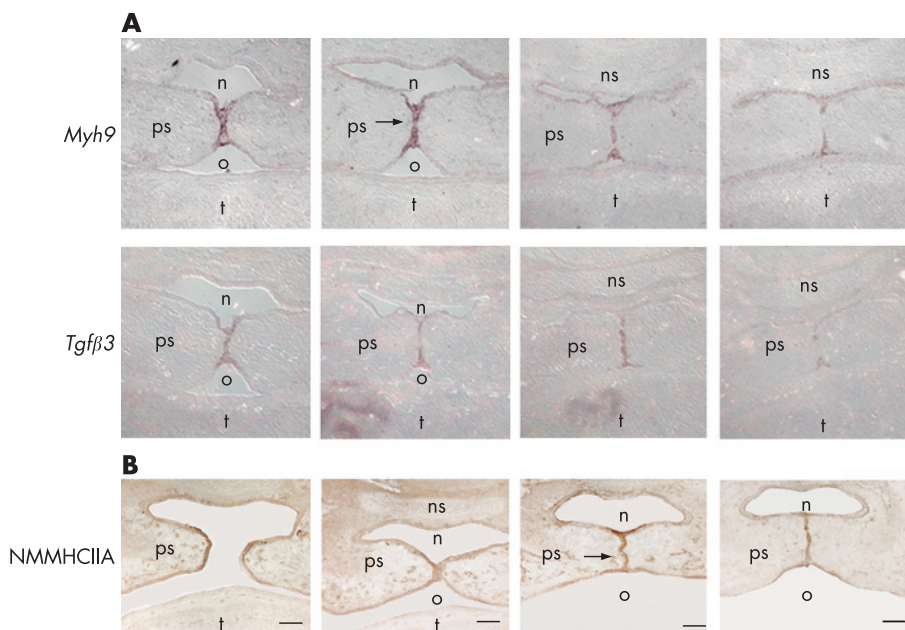 A
n ps o t
n ps o t
ns ps t
ns t
Myh9
n ps o t
n ps o t
ns ps t
ns ps t
Tgfβ3
B
ps t
ns n ps o t
n ps o
n ps o
NMMHCIIA